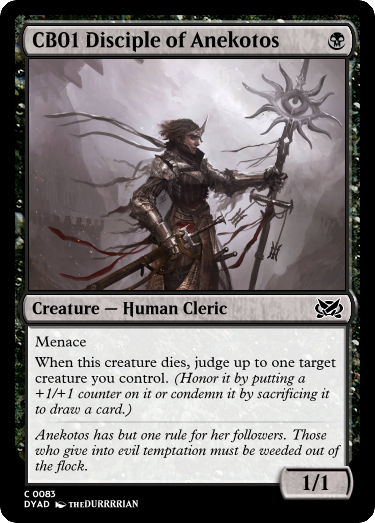 CB01 Disciple of Anekotos
Creature — Human Cleric
Menace
When this creature dies, judge up to one target
creature you control. (Honor it by putting a
+1/+1 counter on it or condemn it by sacrificing it
to draw a card.)
Anekotos has but one rule for her followers. Those
who give into evil temptation must be weeded out of
the flock.
1/1
C 0083
DYAD theDURRRRIAN